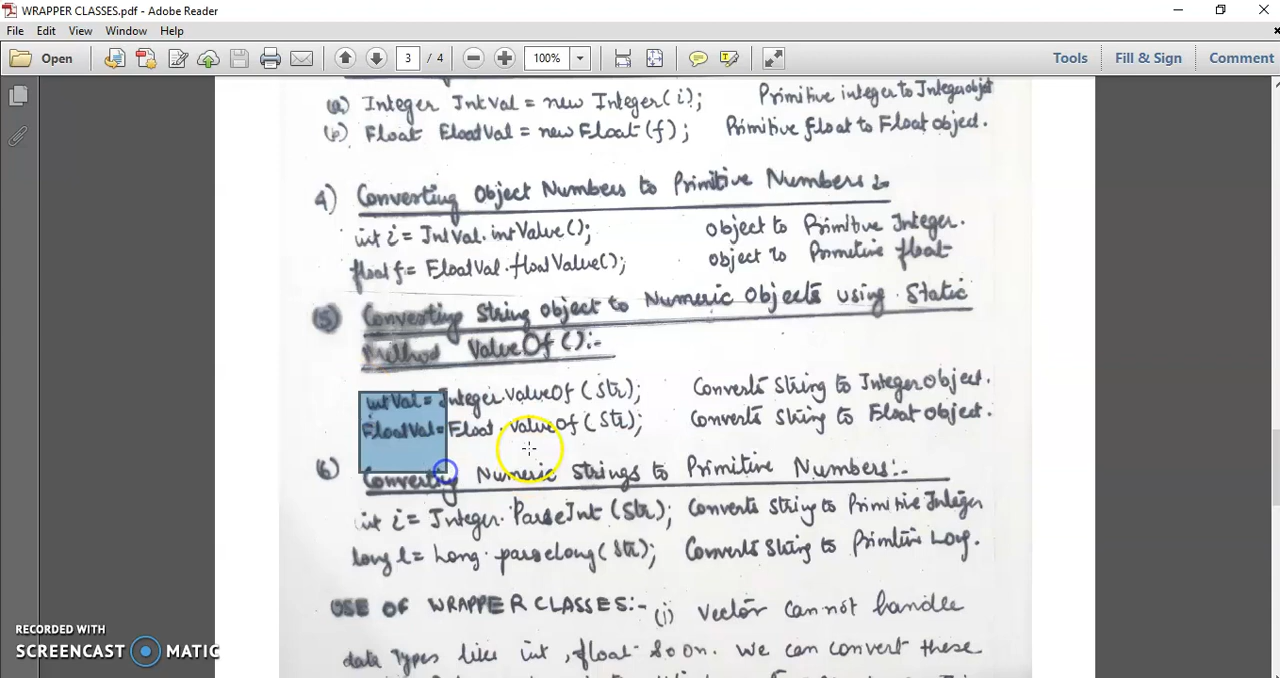 WRAPPER CLASSES.pdf - Adobe Reader
File Edit View Window Help
Open 3 / 4 100% Tools Fill & Sign Comment
(a) Integer IntVal = new Integer(i); Primitive integer to Integer object
(b) Float FloatVal = new Float(f); Primitive float to Float object.
4) Converting Object Numbers to Primitive Numbers:-
int i = IntVal.intValue(); object to Primitive Integer.
float f = FloatVal.floatValue(); object to Primitive float
(5) Converting String object to Numeric Objects using Static
Method ValueOf():-
intVal = Integer.ValueOf(Str); Converts String to Integer Object.
FloatVal = Float.ValueOf(Str); Converts String to Float Object.
(6) Converting Numeric Strings to Primitive Numbers:-
int i = Integer.ParseInt(Str); Converts String to Primitive Integer
long l = Long.parseLong(Str); Converts String to Primitive Long.
USE OF WRAPPER CLASSES:- (i) Vector cannot handle
data types like int, float & so on. We can convert these
RECORDED WITH
SCREENCAST MATIC